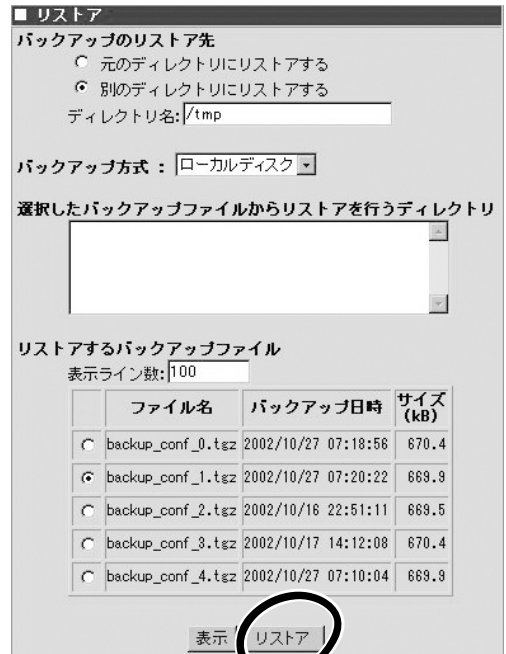 ■ リストア
バックアップのリストア先
元のディレクトリにリストアする
別のディレクトリにリストアする
ディレクトリ名: /tmp
バックアップ方式 : ローカルディスク
選択したバックアップファイルからリストアを行うディレクトリ
リストアするバックアップファイル
表示ライン数: 100
ファイル名 バックアップ日時 サイズ(kB)
backup_conf_0.tgz 2002/10/27 07:18:56 670.4
backup_conf_1.tgz 2002/10/27 07:20:22 669.9
backup_conf_2.tgz 2002/10/16 22:51:11 669.5
backup_conf_3.tgz 2002/10/17 14:12:08 670.4
backup_conf_4.tgz 2002/10/27 07:10:04 669.9
表示 リストア